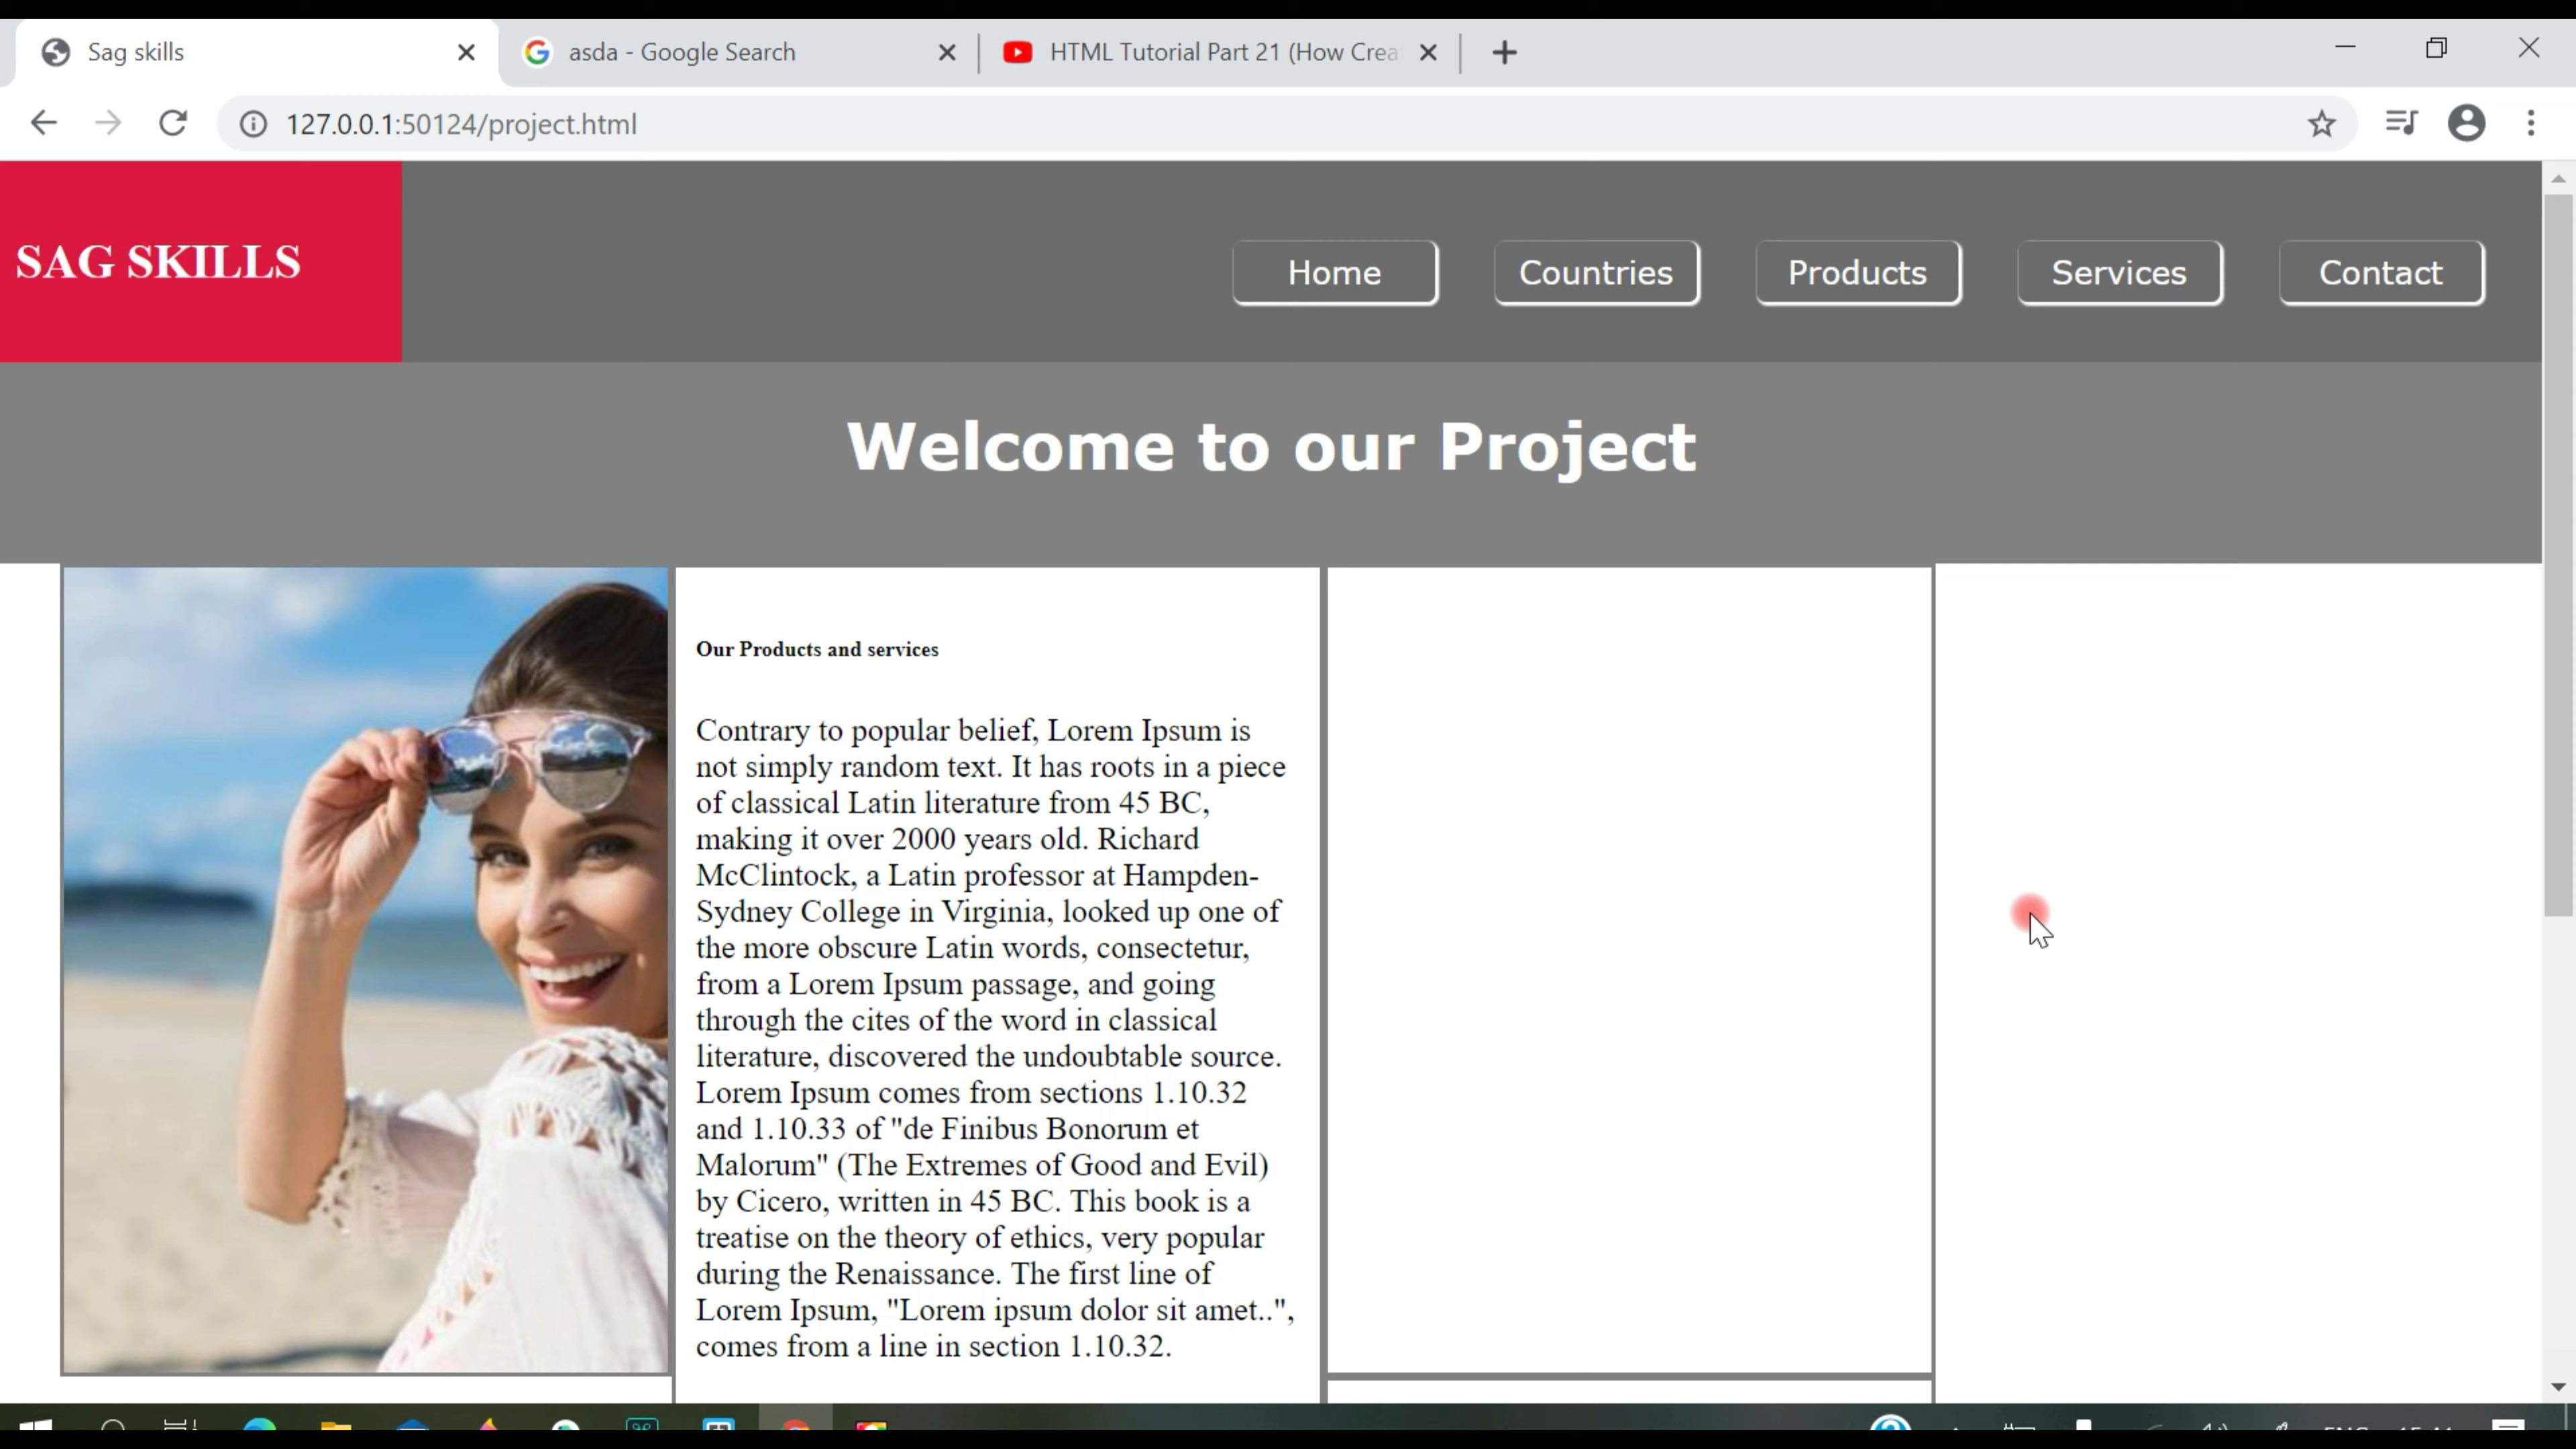 Sag skills
asda - Google Search
HTML Tutorial Part 21 (How Crea
127.0.0.1:50124/project.html
SAG SKILLS
Home
Countries
Products
Services
Contact
Welcome to our Project
Our Products and services
Contrary to popular belief, Lorem Ipsum is
not simply random text. It has roots in a piece
of classical Latin literature from 45 BC,
making it over 2000 years old. Richard
McClintock, a Latin professor at Hampden-
Sydney College in Virginia, looked up one of
the more obscure Latin words, consectetur,
from a Lorem Ipsum passage, and going
through the cites of the word in classical
literature, discovered the undoubtable source.
Lorem Ipsum comes from sections 1.10.32
and 1.10.33 of "de Finibus Bonorum et
Malorum" (The Extremes of Good and Evil)
by Cicero, written in 45 BC. This book is a
treatise on the theory of ethics, very popular
during the Renaissance. The first line of
Lorem Ipsum, "Lorem ipsum dolor sit amet..",
comes from a line in section 1.10.32.